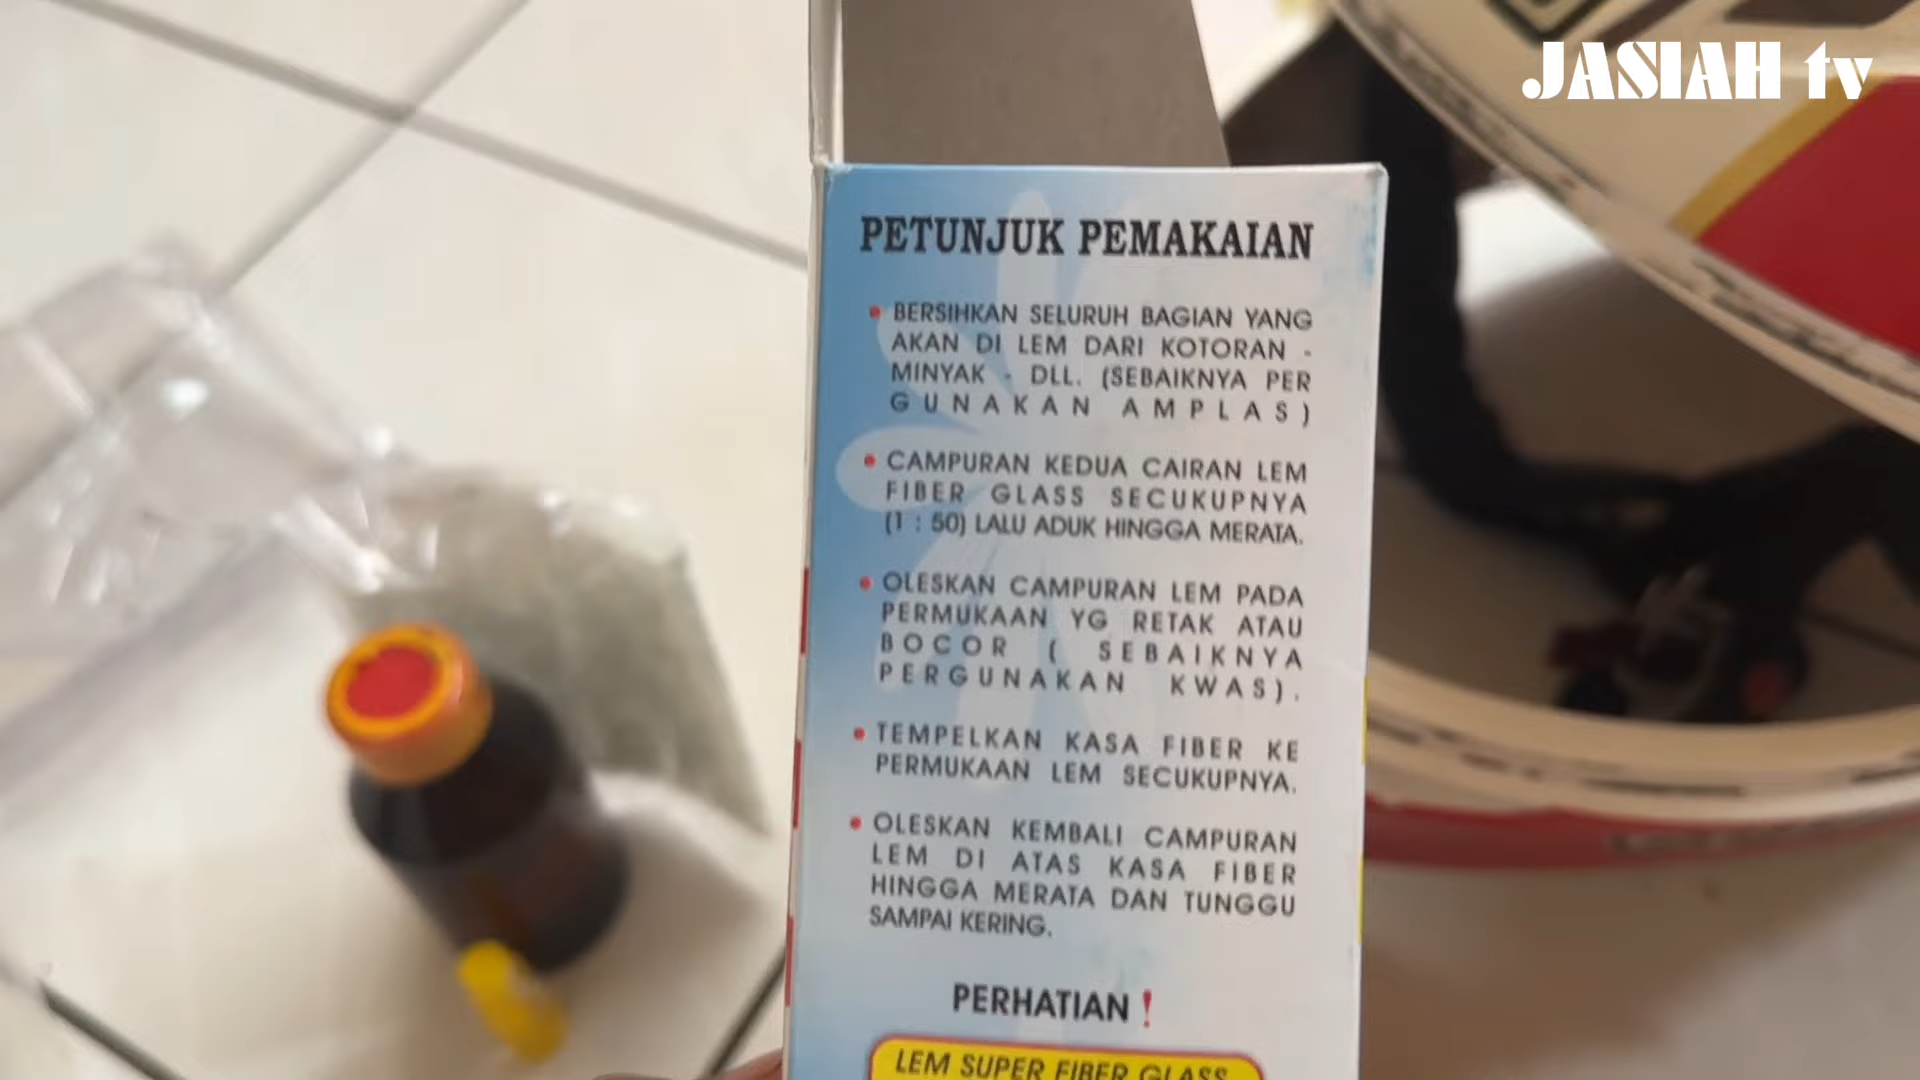 JASIAH tv
PETUNJUK PEMAKAIAN
• BERSIHKAN SELURUH BAGIAN YANG
AKAN DI LEM DARI KOTORAN -
MINYAK - DLL. (SEBAIKNYA PER
GUNAKAN AMPLAS)
• CAMPURAN KEDUA CAIRAN LEM
FIBER GLASS SECUKUPNYA
(1 : 50) LALU ADUK HINGGA MERATA.
• OLESKAN CAMPURAN LEM PADA
PERMUKAAN YG RETAK ATAU
BOCOR ( SEBAIKNYA
PERGUNAKAN KWAS).
• TEMPELKAN KASA FIBER KE
PERMUKAAN LEM SECUKUPNYA.
• OLESKAN KEMBALI CAMPURAN
LEM DI ATAS KASA FIBER
HINGGA MERATA DAN TUNGGU
SAMPAI KERING.
PERHATIAN !
LEM SUPER FIBER GLASS